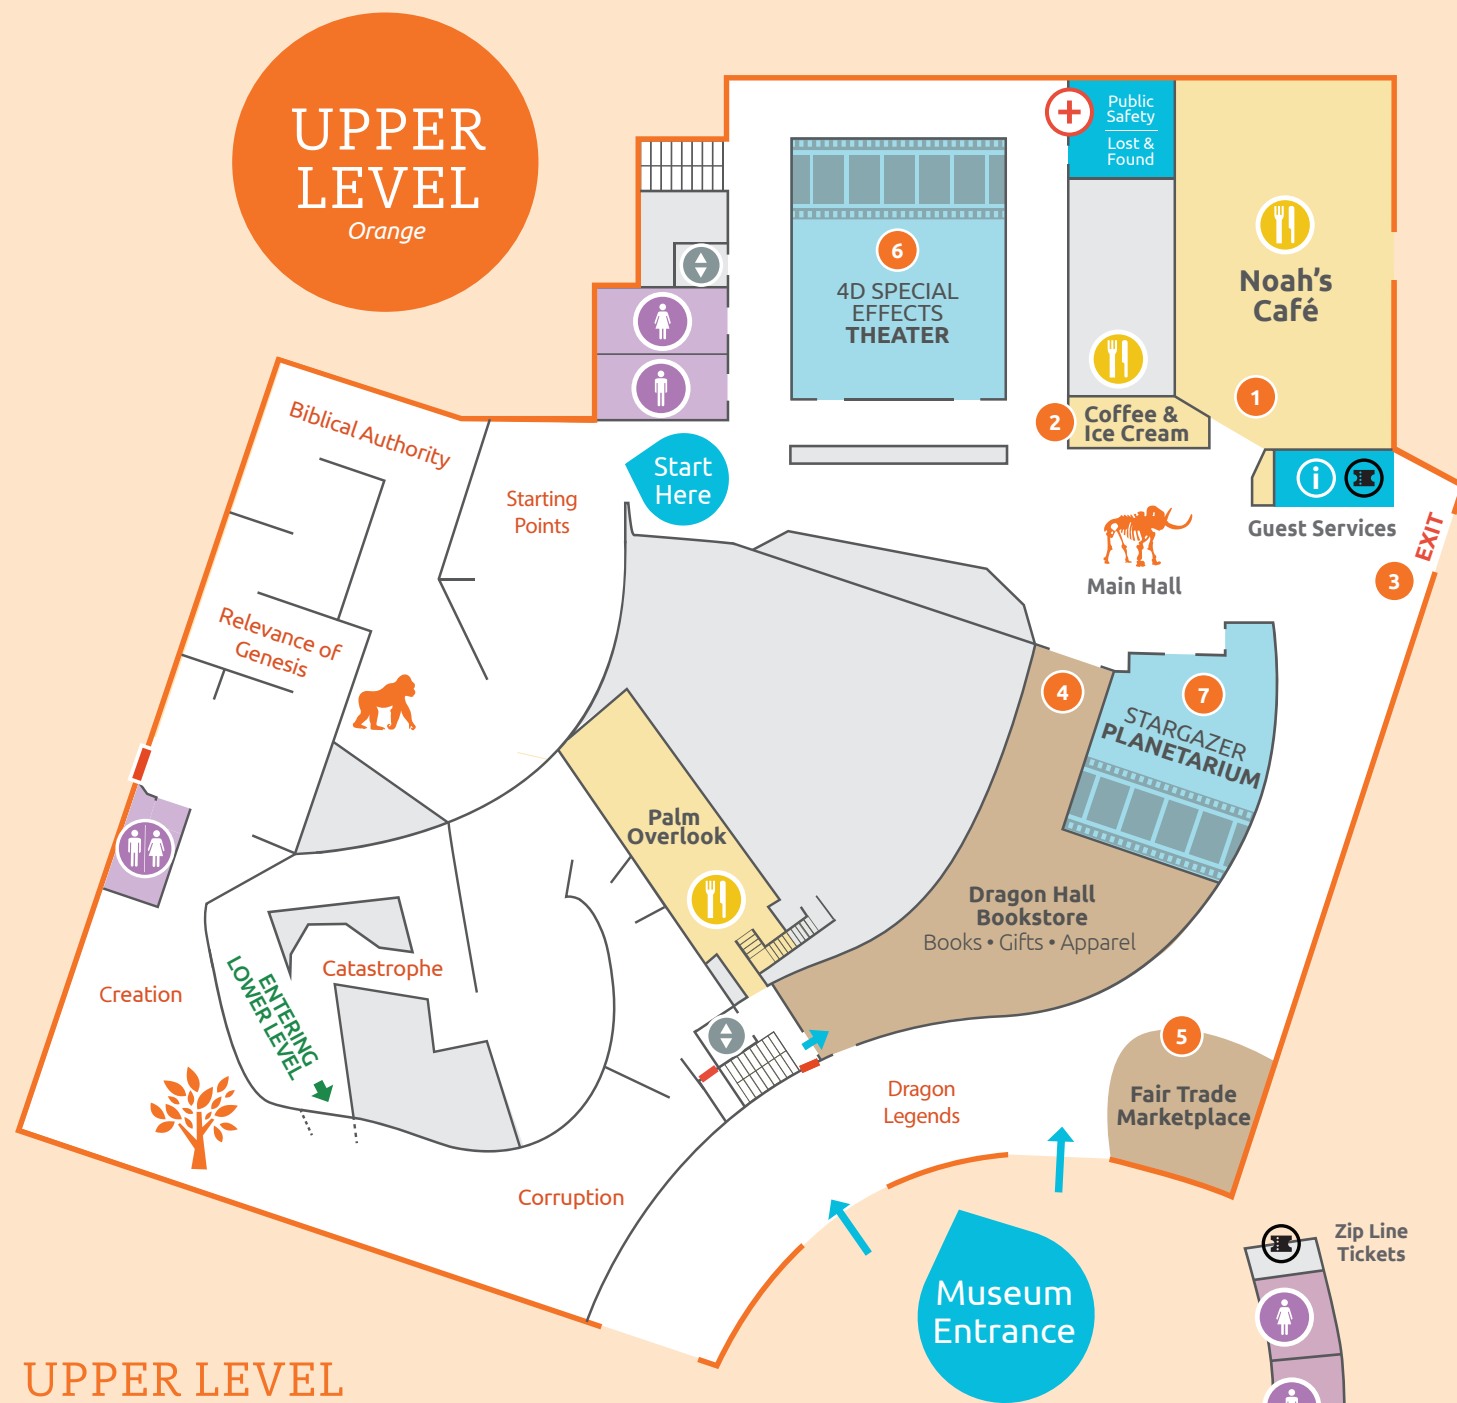 UPPER
LEVEL
Orange
Public
Safety
Lost &
Found
6
4D SPECIAL
EFFECTS
THEATER
Noah's
Café
1
2
Coffee &
Ice Cream
Biblical Authority
Start
Here
Starting
Points
i
Guest Services
EXIT
3
Main Hall
Relevance of
Genesis
4
7
STARGAZER
PLANETARIUM
Palm
Overlook
Dragon Hall
Bookstore
Books • Gifts • Apparel
Catastrophe
Creation
ENTERING
LOWER LEVEL
5
Dragon
Legends
Fair Trade
Marketplace
Corruption
Zip Line
Tickets
Museum
Entrance
UPPER LEVEL